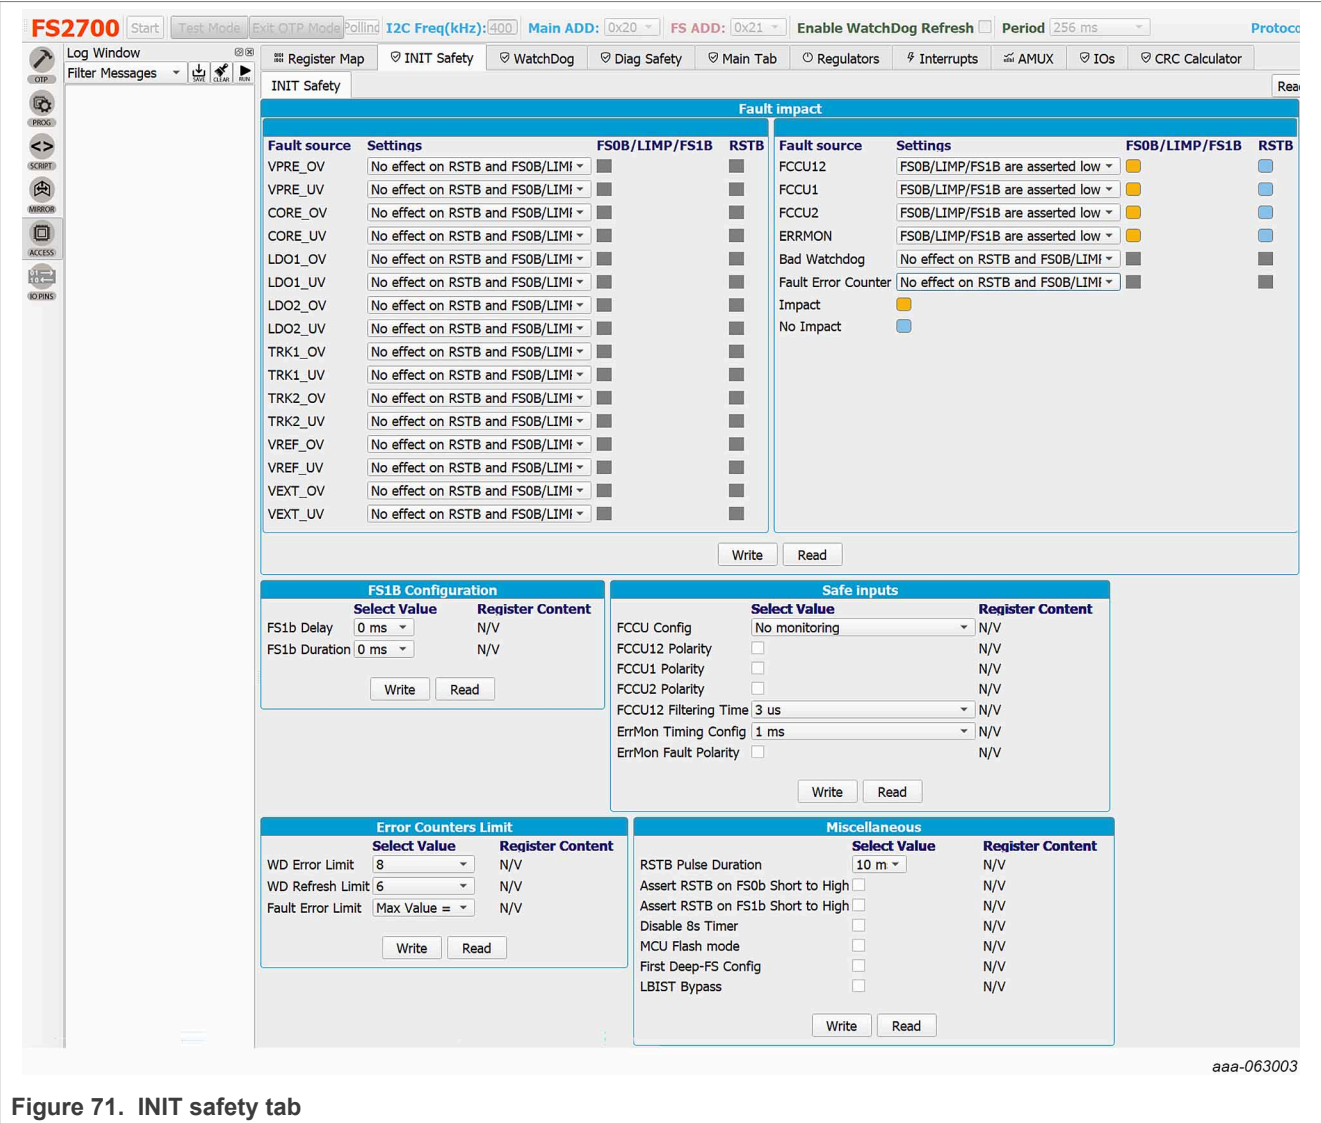 FS2700 Start Test Mode Exit OTP Mode Pollin I2C Freq(kHz): 400 Main ADD: 0x20 FS ADD: 0x21 Enable WatchDog Refresh Period 256 ms Protoco
Log Window
Filter Messages SAVE CLEAR RUN
OTP
PROG
SCRIPT
MIRROR
ACCESS
IO PINS
Register Map INIT Safety WatchDog Diag Safety Main Tab Regulators Interrupts AMUX IOs CRC Calculator
INIT Safety Rea
Fault impact
Fault source Settings FS0B/LIMP/FS1B RSTB
VPRE_OV No effect on RSTB and FS0B/LIMI
VPRE_UV No effect on RSTB and FS0B/LIMI
CORE_OV No effect on RSTB and FS0B/LIMI
CORE_UV No effect on RSTB and FS0B/LIMI
LDO1_OV No effect on RSTB and FS0B/LIMI
LDO1_UV No effect on RSTB and FS0B/LIMI
LDO2_OV No effect on RSTB and FS0B/LIMI
LDO2_UV No effect on RSTB and FS0B/LIMI
TRK1_OV No effect on RSTB and FS0B/LIMI
TRK1_UV No effect on RSTB and FS0B/LIMI
TRK2_OV No effect on RSTB and FS0B/LIMI
TRK2_UV No effect on RSTB and FS0B/LIMI
VREF_OV No effect on RSTB and FS0B/LIMI
VREF_UV No effect on RSTB and FS0B/LIMI
VEXT_OV No effect on RSTB and FS0B/LIMI
VEXT_UV No effect on RSTB and FS0B/LIMI
Fault source Settings FS0B/LIMP/FS1B RSTB
FCCU12 FS0B/LIMP/FS1B are asserted low
FCCU1 FS0B/LIMP/FS1B are asserted low
FCCU2 FS0B/LIMP/FS1B are asserted low
ERRMON FS0B/LIMP/FS1B are asserted low
Bad Watchdog No effect on RSTB and FS0B/LIMI
Fault Error Counter No effect on RSTB and FS0B/LIMI
Impact
No Impact
Write Read
FS1B Configuration
Select Value Register Content
FS1b Delay 0 ms N/V
FS1b Duration 0 ms N/V
Write Read
Safe inputs
Select Value Register Content
FCCU Config No monitoring N/V
FCCU12 Polarity N/V
FCCU1 Polarity N/V
FCCU2 Polarity N/V
FCCU12 Filtering Time 3 us N/V
ErrMon Timing Config 1 ms N/V
ErrMon Fault Polarity N/V
Write Read
Error Counters Limit
Select Value Register Content
WD Error Limit 8 N/V
WD Refresh Limit 6 N/V
Fault Error Limit Max Value = N/V
Write Read
Miscellaneous
Select Value Register Content
RSTB Pulse Duration 10 m N/V
Assert RSTB on FS0b Short to High N/V
Assert RSTB on FS1b Short to High N/V
Disable 8s Timer N/V
MCU Flash mode N/V
First Deep-FS Config N/V
LBIST Bypass N/V
Write Read
aaa-063003
Figure 71. INIT safety tab